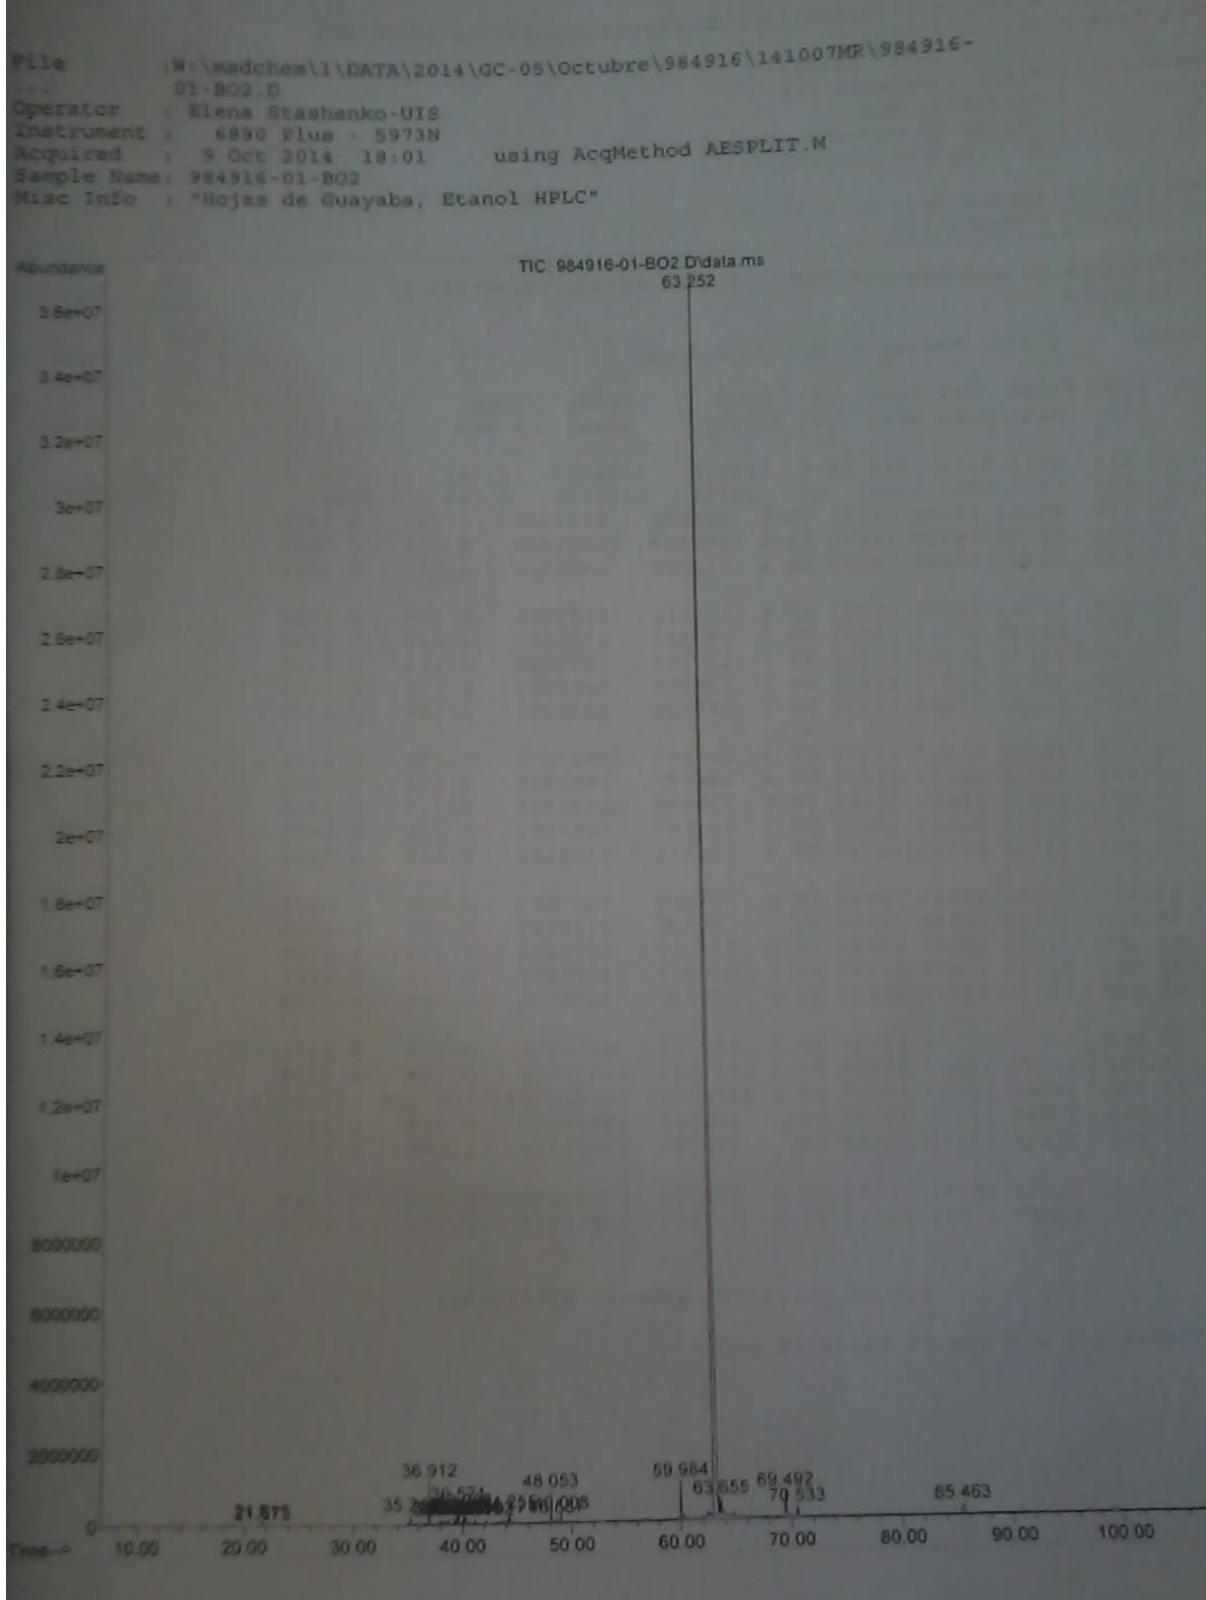 File : W:\msdchem\1\DATA\2014\GC-05\Octubre\984916\141007MR\984916-
... 01-BO2.D
Operator : Elena Stashenko-UIS
Instrument : 6890 Plus - 5973N
Acquired : 9 Oct 2014 18:01 using AcqMethod AESPLIT.M
Sample Name: 984916-01-BO2
Misc Info : "Hojas de Guayaba, Etanol HPLC"
Abundance
TIC: 984916-01-BO2.D\data.ms
63.252
3.6e+07
3.4e+07
3.2e+07
3e+07
2.8e+07
2.6e+07
2.4e+07
2.2e+07
2e+07
1.8e+07
1.6e+07
1.4e+07
1.2e+07
1e+07
8000000
6000000
4000000
2000000
36.912
48.053
59.984
63.655
69.492
70.533
85.463
0
Time-->
10.00 20.00 30.00 40.00 50.00 60.00 70.00 80.00 90.00 100.00